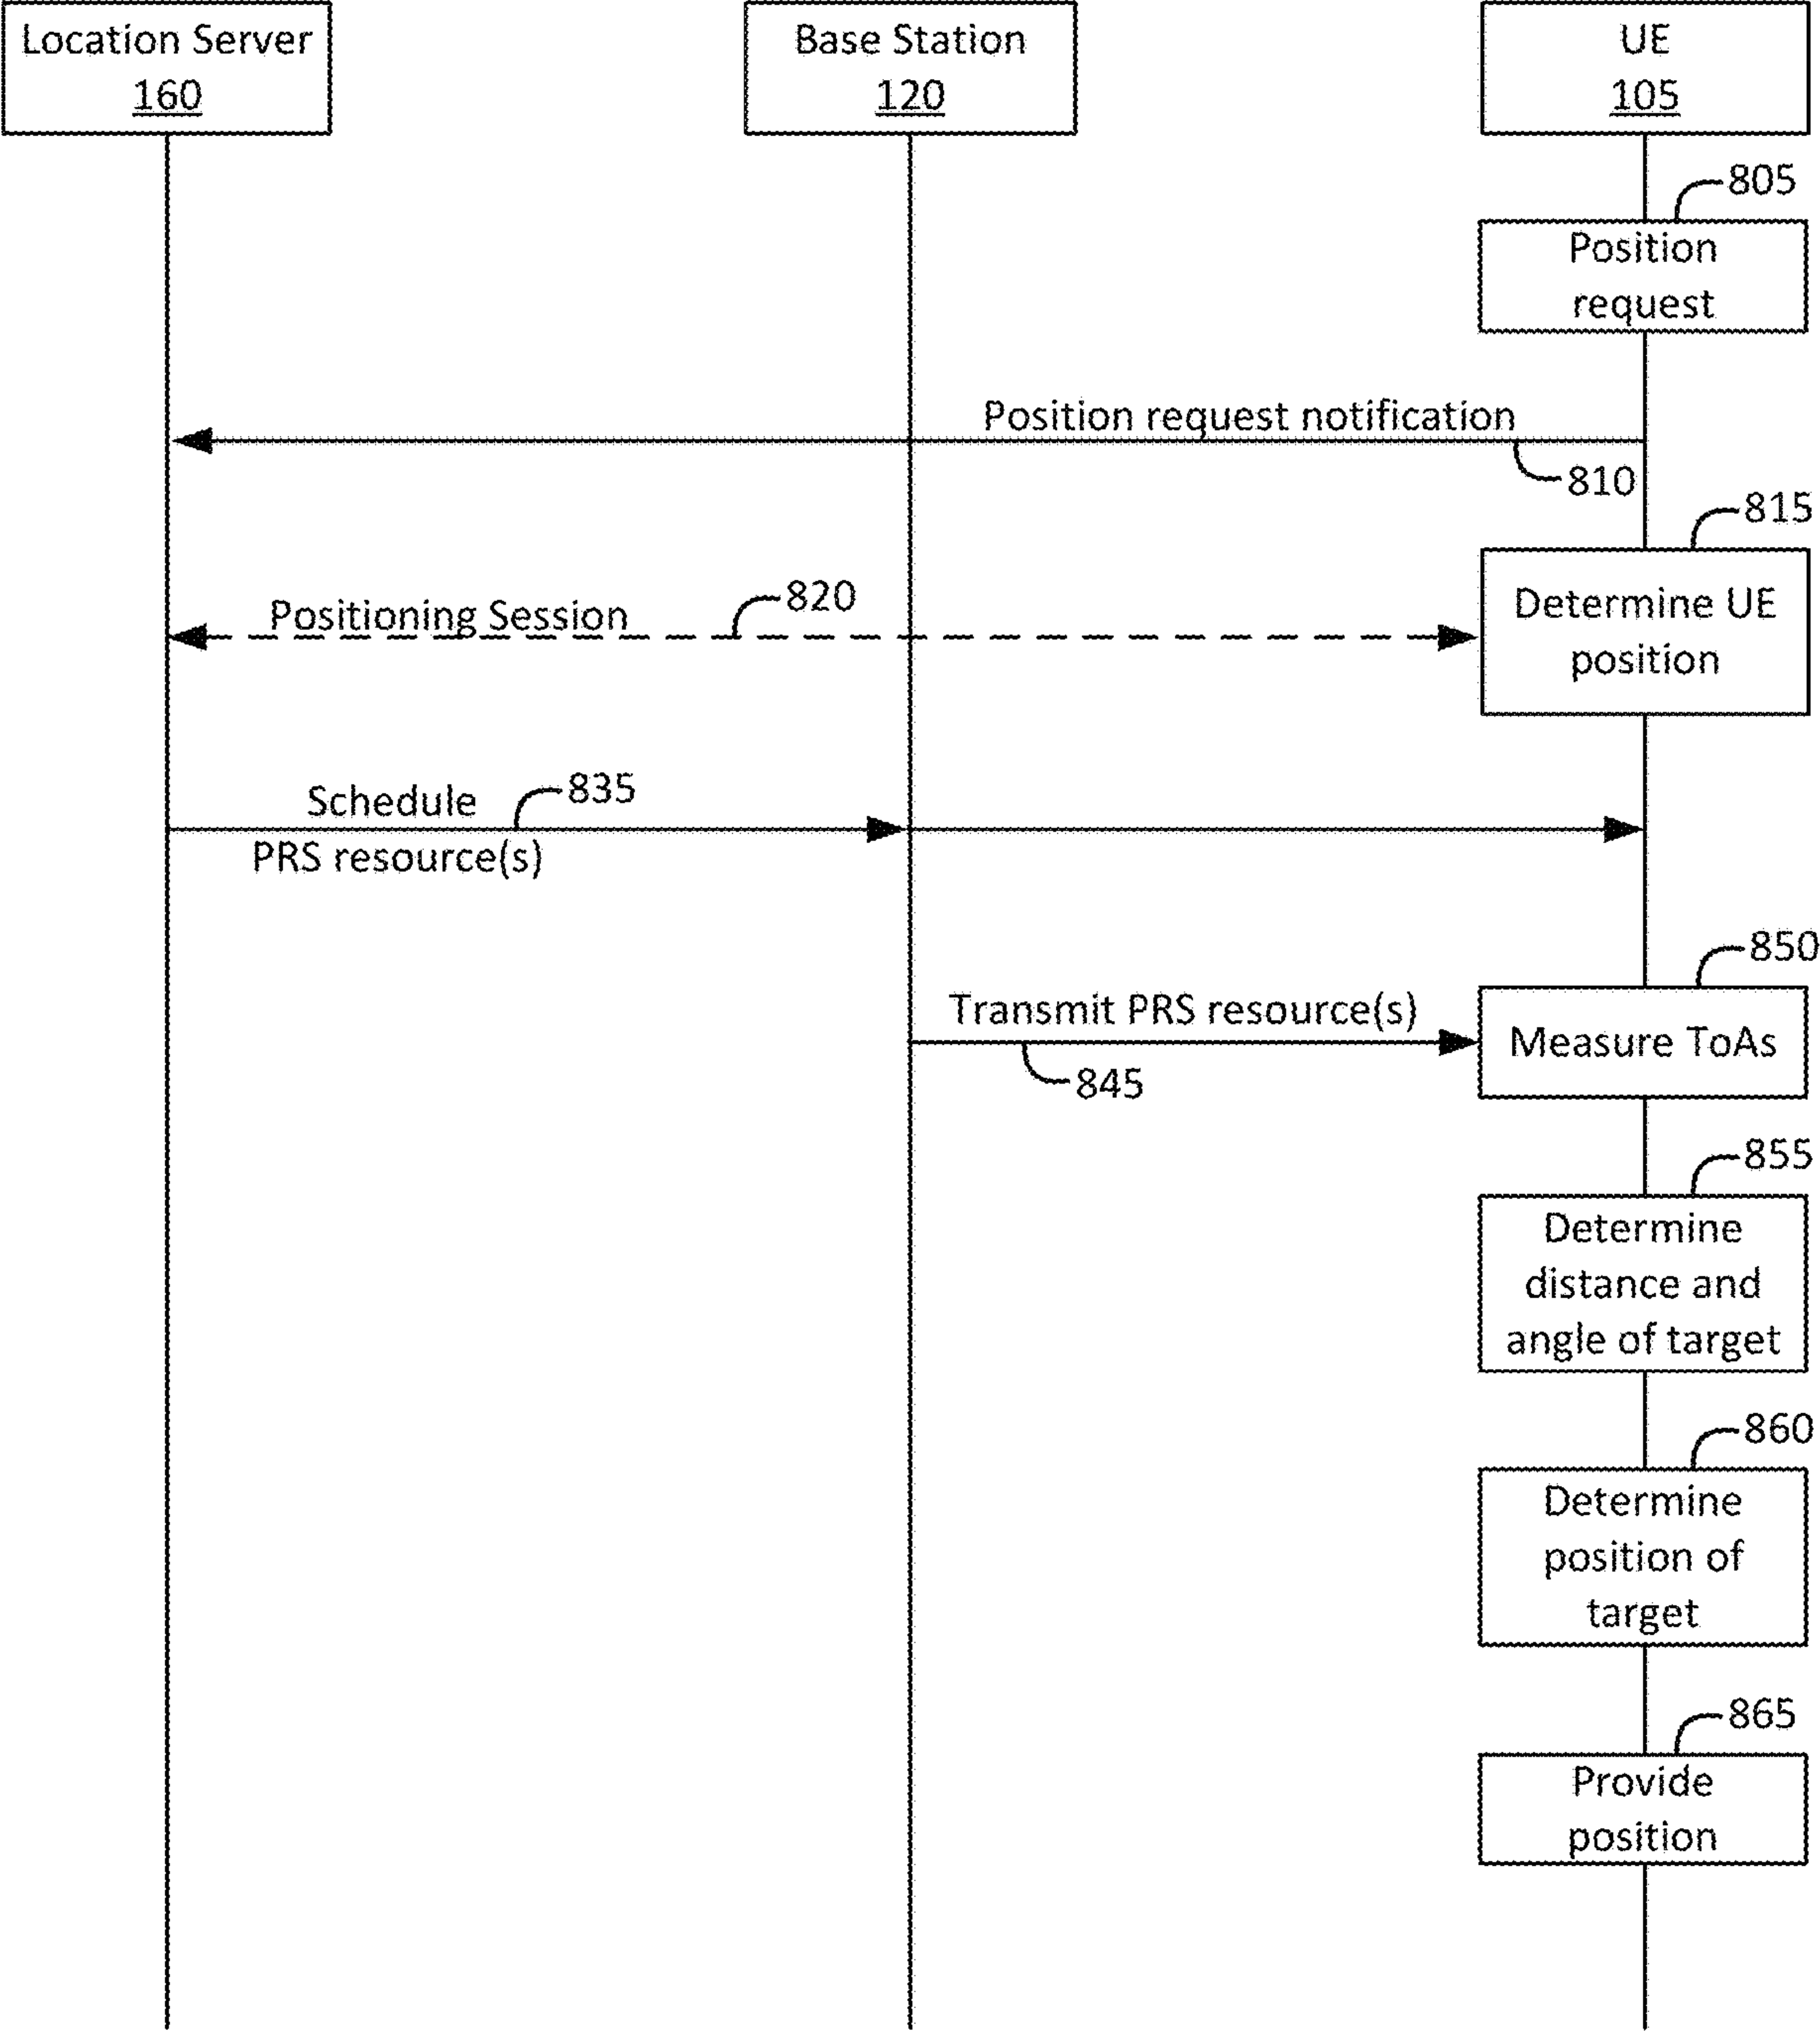 Location Server
160
Base Station
120
UE
105
805
Position
request
Position request notification
810
815
Determine UE
position
Positioning Session
820
Schedule
835
PRS resource(s)
850
Transmit PRS resource(s)
Measure ToAs
845
855
Determine
distance and
angle of target
860
Determine
position of
target
865
Provide
position